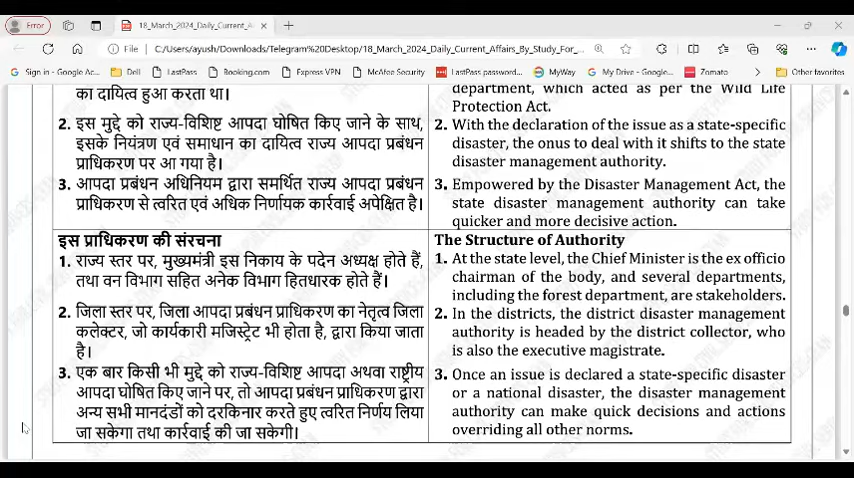 Error
18_March_2024_Daily_Current_A
File
C:/Users/ayush/Downloads/Telegram%20Desktop/18_March_2024_Daily_Current_Affairs_By_Study_For_...
Sign in - Google Ac...
Dell
LastPass
Booking.com
Express VPN
McAfee Security
LastPass password...
MyWay
My Drive - Google...
Zomato
Other favorites
का दायित्व हुआ करता था।
2. इस मुद्दे को राज्य-विशिष्ट आपदा घोषित किए जाने के साथ,
इसके नियंत्रण एवं समाधान का दायित्व राज्य आपदा प्रबंधन
प्राधिकरण पर आ गया है।
3. आपदा प्रबंधन अधिनियम द्वारा समर्थित राज्य आपदा प्रबंधन
प्राधिकरण से त्वरित एवं अधिक निर्णायक कार्रवाई अपेक्षित है।
department, which acted as per the Wild Life
Protection Act.
2. With the declaration of the issue as a state-specific
disaster, the onus to deal with it shifts to the state
disaster management authority.
3. Empowered by the Disaster Management Act, the
state disaster management authority can take
quicker and more decisive action.
इस प्राधिकरण की संरचना
1. राज्य स्तर पर, मुख्यमंत्री इस निकाय के पदेन अध्यक्ष होते हैं,
तथा वन विभाग सहित अनेक विभाग हितधारक होते हैं।
2. जिला स्तर पर, जिला आपदा प्रबंधन प्राधिकरण का नेतृत्व जिला
कलेक्टर, जो कार्यकारी मजिस्ट्रेट भी होता है, द्वारा किया जाता
है।
3. एक बार किसी भी मुद्दे को राज्य-विशिष्ट आपदा अथवा राष्ट्रीय
आपदा घोषित किए जाने पर, तो आपदा प्रबंधन प्राधिकरण द्वारा
अन्य सभी मानदंडों को दरकिनार करते हुए त्वरित निर्णय लिया
जा सकेगा तथा कार्रवाई की जा सकेगी।
The Structure of Authority
1. At the state level, the Chief Minister is the ex officio
chairman of the body, and several departments,
including the forest department, are stakeholders.
2. In the districts, the district disaster management
authority is headed by the district collector, who
is also the executive magistrate.
3. Once an issue is declared a state-specific disaster
or a national disaster, the disaster management
authority can make quick decisions and actions
overriding all other norms.